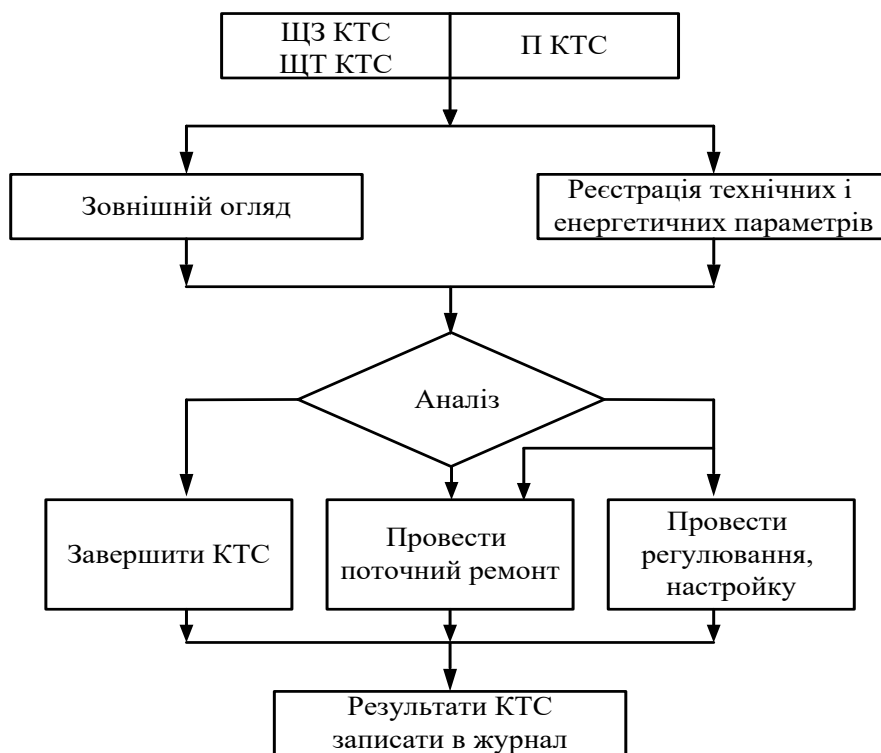 ЩЗ КТС
ЩТ КТС
П КТС
Зовнішній огляд
Реєстрація технічних і
енергетичних параметрів
Аналіз
Завершити КТС
Провести
поточний ремонт
Провести
регулювання,
настройку
Результати КТС
записати в журнал